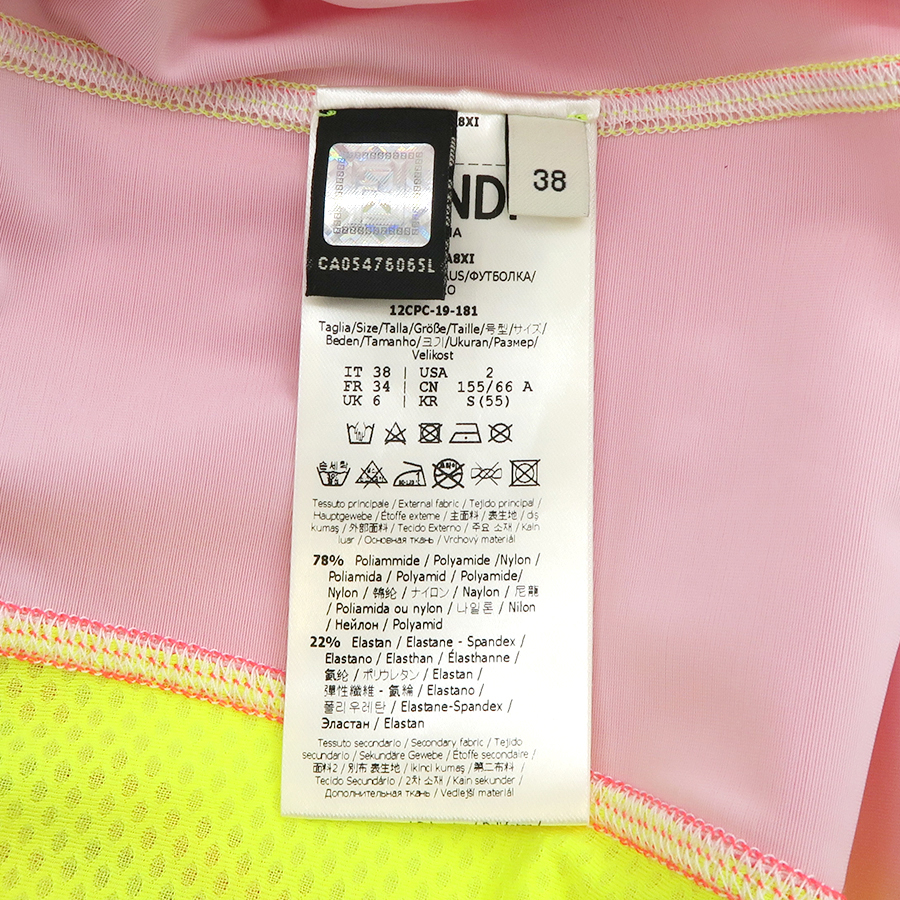 A8XI
38
ND
CA05476065L
A8XI
AUS/ФУТБОЛКА/
12CPC-19-181
Taglia/Size/Talla/Größe/Taille/号型/サイズ/
Beden/Tamanho/크기/Ukuran/Размер/
Velikost
IT 38 | USA 2
FR 34 | CN 155/66 A
UK 6 | KR S(55)
Tessuto principale / External fabric / Tejido principal /
Hauptgewebe / Étoffe externe / 主面料 / 表生地 / dış
kumaş / 外部面料 / Tecido Externo / 주요 소재 / Kain
luar / Основная ткань / Vrchový materiál
78% Poliammide / Polyamide /Nylon /
Poliamida / Polyamid / Polyamide/
Nylon / 锦纶 / ナイロン / Naylon / 尼龍
/ Poliamida ou nylon / 나일론 / Nilon
/ Нейлон / Polyamid
22% Elastan / Elastane - Spandex /
Elastano / Elasthan / Élasthanne /
氨纶 / ポリウレタン / Elastan /
彈性纖維 - 氨綸 / Elastano /
폴리우레탄 / Elastane-Spandex /
Эластан / Elastan
Tessuto secondario / Secondary fabric / Tejido
secundario / Sekundäre Gewebe / Étoffe secondaire /
面料2 / 別布 表生地 / İkinci kumaş / 第二布料 /
Tecido Secundário / 2차 소재 / Kain sekunder /
Дополнительная ткань / Vedlejší materiál